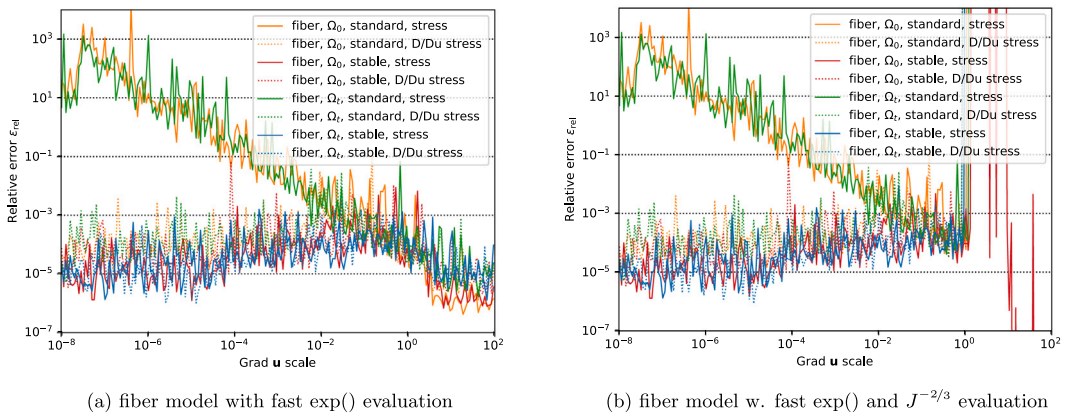 10³
10¹
10⁻¹
10⁻³
10⁻⁵
10⁻⁷
Relative error ε_rel
10⁻⁸
10⁻⁶
10⁻⁴
10⁻²
10⁰
10²
Grad u scale
fiber, Ω₀, standard, stress
fiber, Ω₀, standard, D/Du stress
fiber, Ω₀, stable, stress
fiber, Ω₀, stable, D/Du stress
fiber, Ωₜ, standard, stress
fiber, Ωₜ, standard, D/Du stress
fiber, Ωₜ, stable, stress
fiber, Ωₜ, stable, D/Du stress
(a) fiber model with fast exp() evaluation
10³
10¹
10⁻¹
10⁻³
10⁻⁵
10⁻⁷
Relative error ε_rel
10⁻⁸
10⁻⁶
10⁻⁴
10⁻²
10⁰
10²
Grad u scale
fiber, Ω₀, standard, stress
fiber, Ω₀, standard, D/Du stress
fiber, Ω₀, stable, stress
fiber, Ω₀, stable, D/Du stress
fiber, Ωₜ, standard, stress
fiber, Ωₜ, standard, D/Du stress
fiber, Ωₜ, stable, stress
fiber, Ωₜ, stable, D/Du stress
(b) fiber model w. fast exp() and J⁻²/³ evaluation